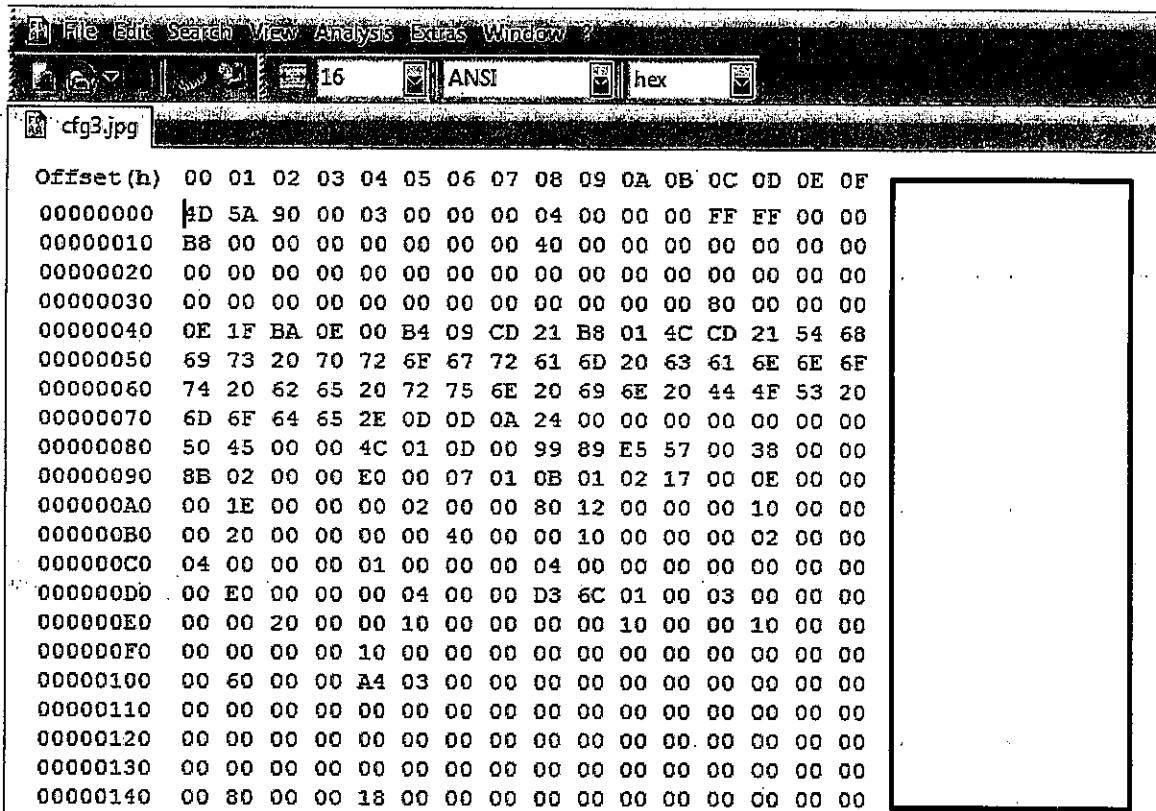 File Edit Search View Analysis Extras Window ?
16 ANSI hex
cfg3.jpg
Offset(h) 00 01 02 03 04 05 06 07 08 09 0A 0B 0C 0D 0E 0F
00000000 4D 5A 90 00 03 00 00 00 04 00 00 00 FF FF 00 00
00000010 B8 00 00 00 00 00 00 00 40 00 00 00 00 00 00 00
00000020 00 00 00 00 00 00 00 00 00 00 00 00 00 00 00 00
00000030 00 00 00 00 00 00 00 00 00 00 00 00 80 00 00 00
00000040 0E 1F BA 0E 00 B4 09 CD 21 B8 01 4C CD 21 54 68
00000050 69 73 20 70 72 6F 67 72 61 6D 20 63 61 6E 6E 6F
00000060 74 20 62 65 20 72 75 6E 20 69 6E 20 44 4F 53 20
00000070 6D 6F 64 65 2E 0D 0D 0A 24 00 00 00 00 00 00 00
00000080 50 45 00 00 4C 01 0D 00 99 89 E5 57 00 38 00 00
00000090 8B 02 00 00 E0 00 07 01 0B 01 02 17 00 0E 00 00
000000A0 00 1E 00 00 00 02 00 00 80 12 00 00 00 10 00 00
000000B0 00 20 00 00 00 00 40 00 00 10 00 00 00 02 00 00
000000C0 04 00 00 00 01 00 00 00 04 00 00 00 00 00 00 00
000000D0 00 E0 00 00 00 04 00 00 D3 6C 01 00 03 00 00 00
000000E0 00 00 20 00 00 10 00 00 00 00 10 00 00 10 00 00
000000F0 00 00 00 00 10 00 00 00 00 00 00 00 00 00 00 00
00000100 00 60 00 00 A4 03 00 00 00 00 00 00 00 00 00 00
00000110 00 00 00 00 00 00 00 00 00 00 00 00 00 00 00 00
00000120 00 00 00 00 00 00 00 00 00 00 00 00 00 00 00 00
00000130 00 00 00 00 00 00 00 00 00 00 00 00 00 00 00 00
00000140 00 80 00 00 18 00 00 00 00 00 00 00 00 00 00 00